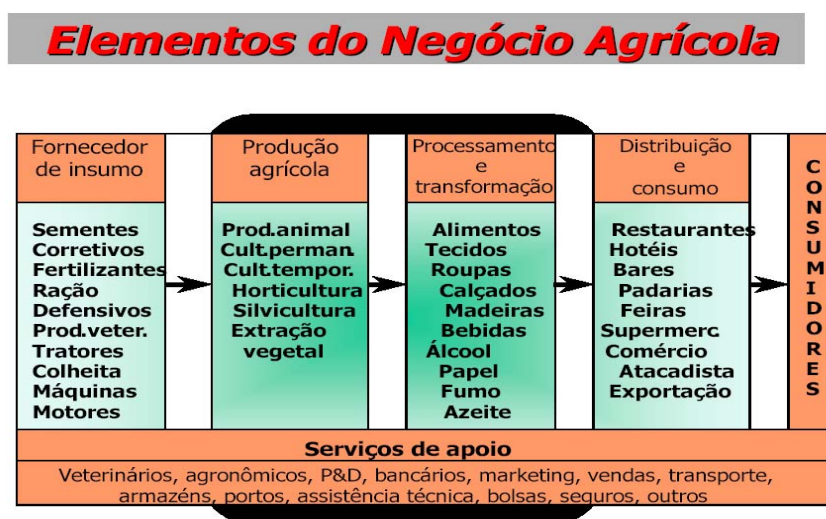 Elementos do Negócio Agrícola
Fornecedor
de insumo
Sementes
Corretivos
Fertilizantes
Ração
Defensivos
Prod.veter.
Tratores
Colheita
Máquinas
Motores
Produção
agrícola
Prod.animal
Cult.perman.
Cult.tempor.
Horticultura
Silvicultura
Extração
vegetal
Processamento
e
transformação
Alimentos
Tecidos
Roupas
Calçados
Madeiras
Bebidas
Álcool
Papel
Fumo
Azeite
Distribuição
e
consumo
Restaurantes
Hotéis
Bares
Padarias
Feiras
Supermerc.
Comércio
Atacadista
Exportação
CONSUMIDORES
Serviços de apoio
Veterinários, agronômicos, P&D, bancários, marketing, vendas, transporte,
armazéns, portos, assistência técnica, bolsas, seguros, outros